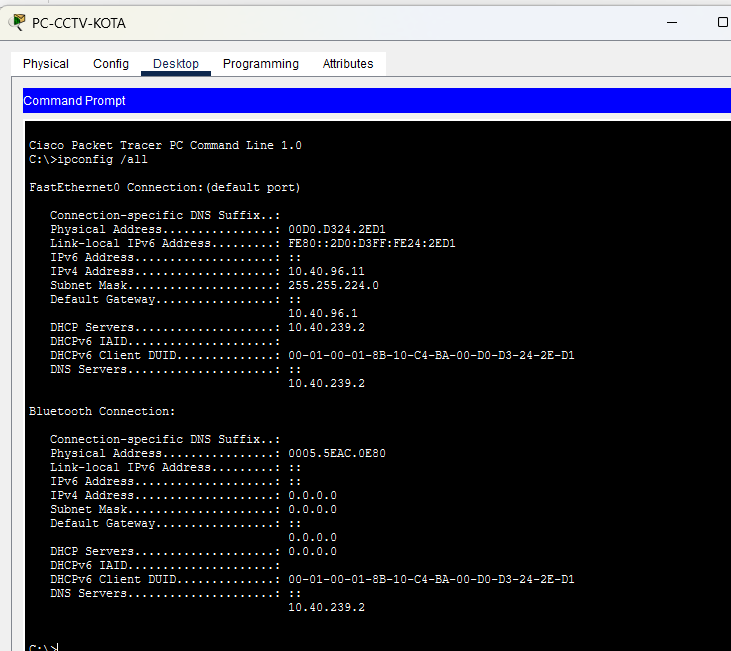 PC-CCTV-KOTA
Physical Config Desktop Programming Attributes
Command Prompt
Cisco Packet Tracer PC Command Line 1.0
C:\>ipconfig /all
FastEthernet0 Connection:(default port)
Connection-specific DNS Suffix..:
Physical Address................: 00D0.D324.2ED1
Link-local IPv6 Address.........: FE80::2D0:D3FF:FE24:2ED1
IPv6 Address....................: ::
IPv4 Address....................: 10.40.96.11
Subnet Mask.....................: 255.255.224.0
Default Gateway.................: ::
10.40.96.1
DHCP Servers....................: 10.40.239.2
DHCPv6 IAID.....................:
DHCPv6 Client DUID..............: 00-01-00-01-8B-10-C4-BA-00-D0-D3-24-2E-D1
DNS Servers.....................: ::
10.40.239.2
Bluetooth Connection:
Connection-specific DNS Suffix..:
Physical Address................: 0005.5EAC.0E80
Link-local IPv6 Address.........: ::
IPv6 Address....................: ::
IPv4 Address....................: 0.0.0.0
Subnet Mask.....................: 0.0.0.0
Default Gateway.................: ::
0.0.0.0
DHCP Servers....................: 0.0.0.0
DHCPv6 IAID.....................:
DHCPv6 Client DUID..............: 00-01-00-01-8B-10-C4-BA-00-D0-D3-24-2E-D1
DNS Servers.....................: ::
10.40.239.2
C:\>